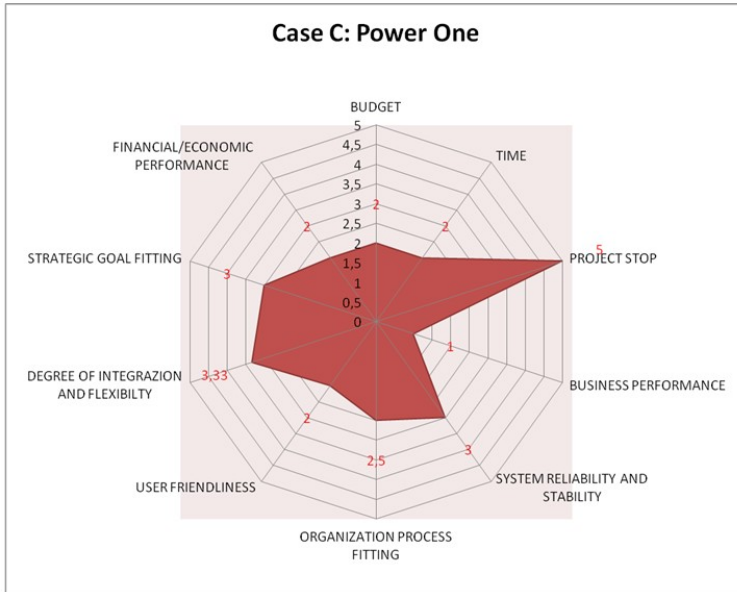 Case C: Power One
BUDGET
5
4,5
4
3,5
3
2,5
2
1,5
1
0,5
0
TIME
PROJECT STOP
BUSINESS PERFORMANCE
SYSTEM RELIABILITY AND
STABILITY
ORGANIZATION PROCESS
FITTING
USER FRIENDLINESS
DEGREE OF INTEGRAZION
AND FLEXIBILTY
STRATEGIC GOAL FITTING
FINANCIAL/ECONOMIC
PERFORMANCE
2
2
5
1
3
2,5
2
3,33
3
2